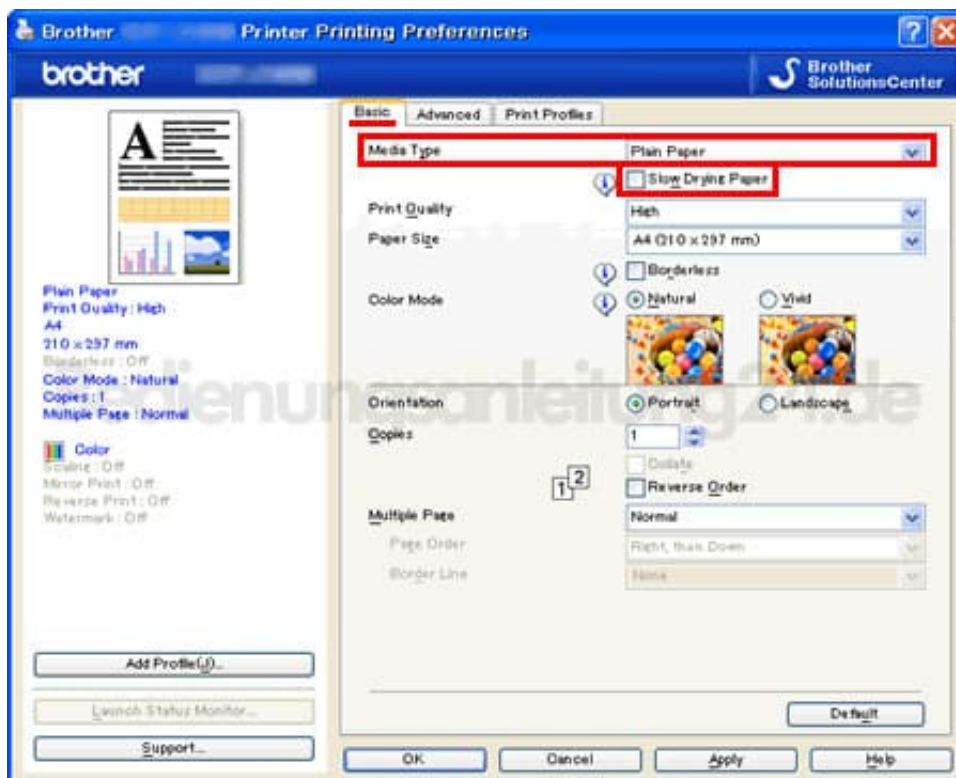 Brother Printer Printing Preferences
brother
Brother SolutionsCenter
A
Plain Paper
Print Quality : High
A4
210 x 297 mm
Borderless : Off
Color Mode : Natural
Copies : 1
Multiple Page : Normal
Color
Scaling : Off
Mirror Print : Off
Reverse Print : Off
Watermark : Off
Add Profile(J)...
Launch Status Monitor...
Support...
Basic Advanced Print Profiles
Media Type Plain Paper
Slow Drying Paper
Print Quality High
Paper Size A4 (210 x 297 mm)
Borderless
Color Mode Natural Vivid
Orientation Portrait Landscape
Copies 1
Collate
1 2 Reverse Order
Multiple Page Normal
Page Order Right, then Down
Border Line None
Default
OK Cancel Apply Help
bedienungsanleitung24.de